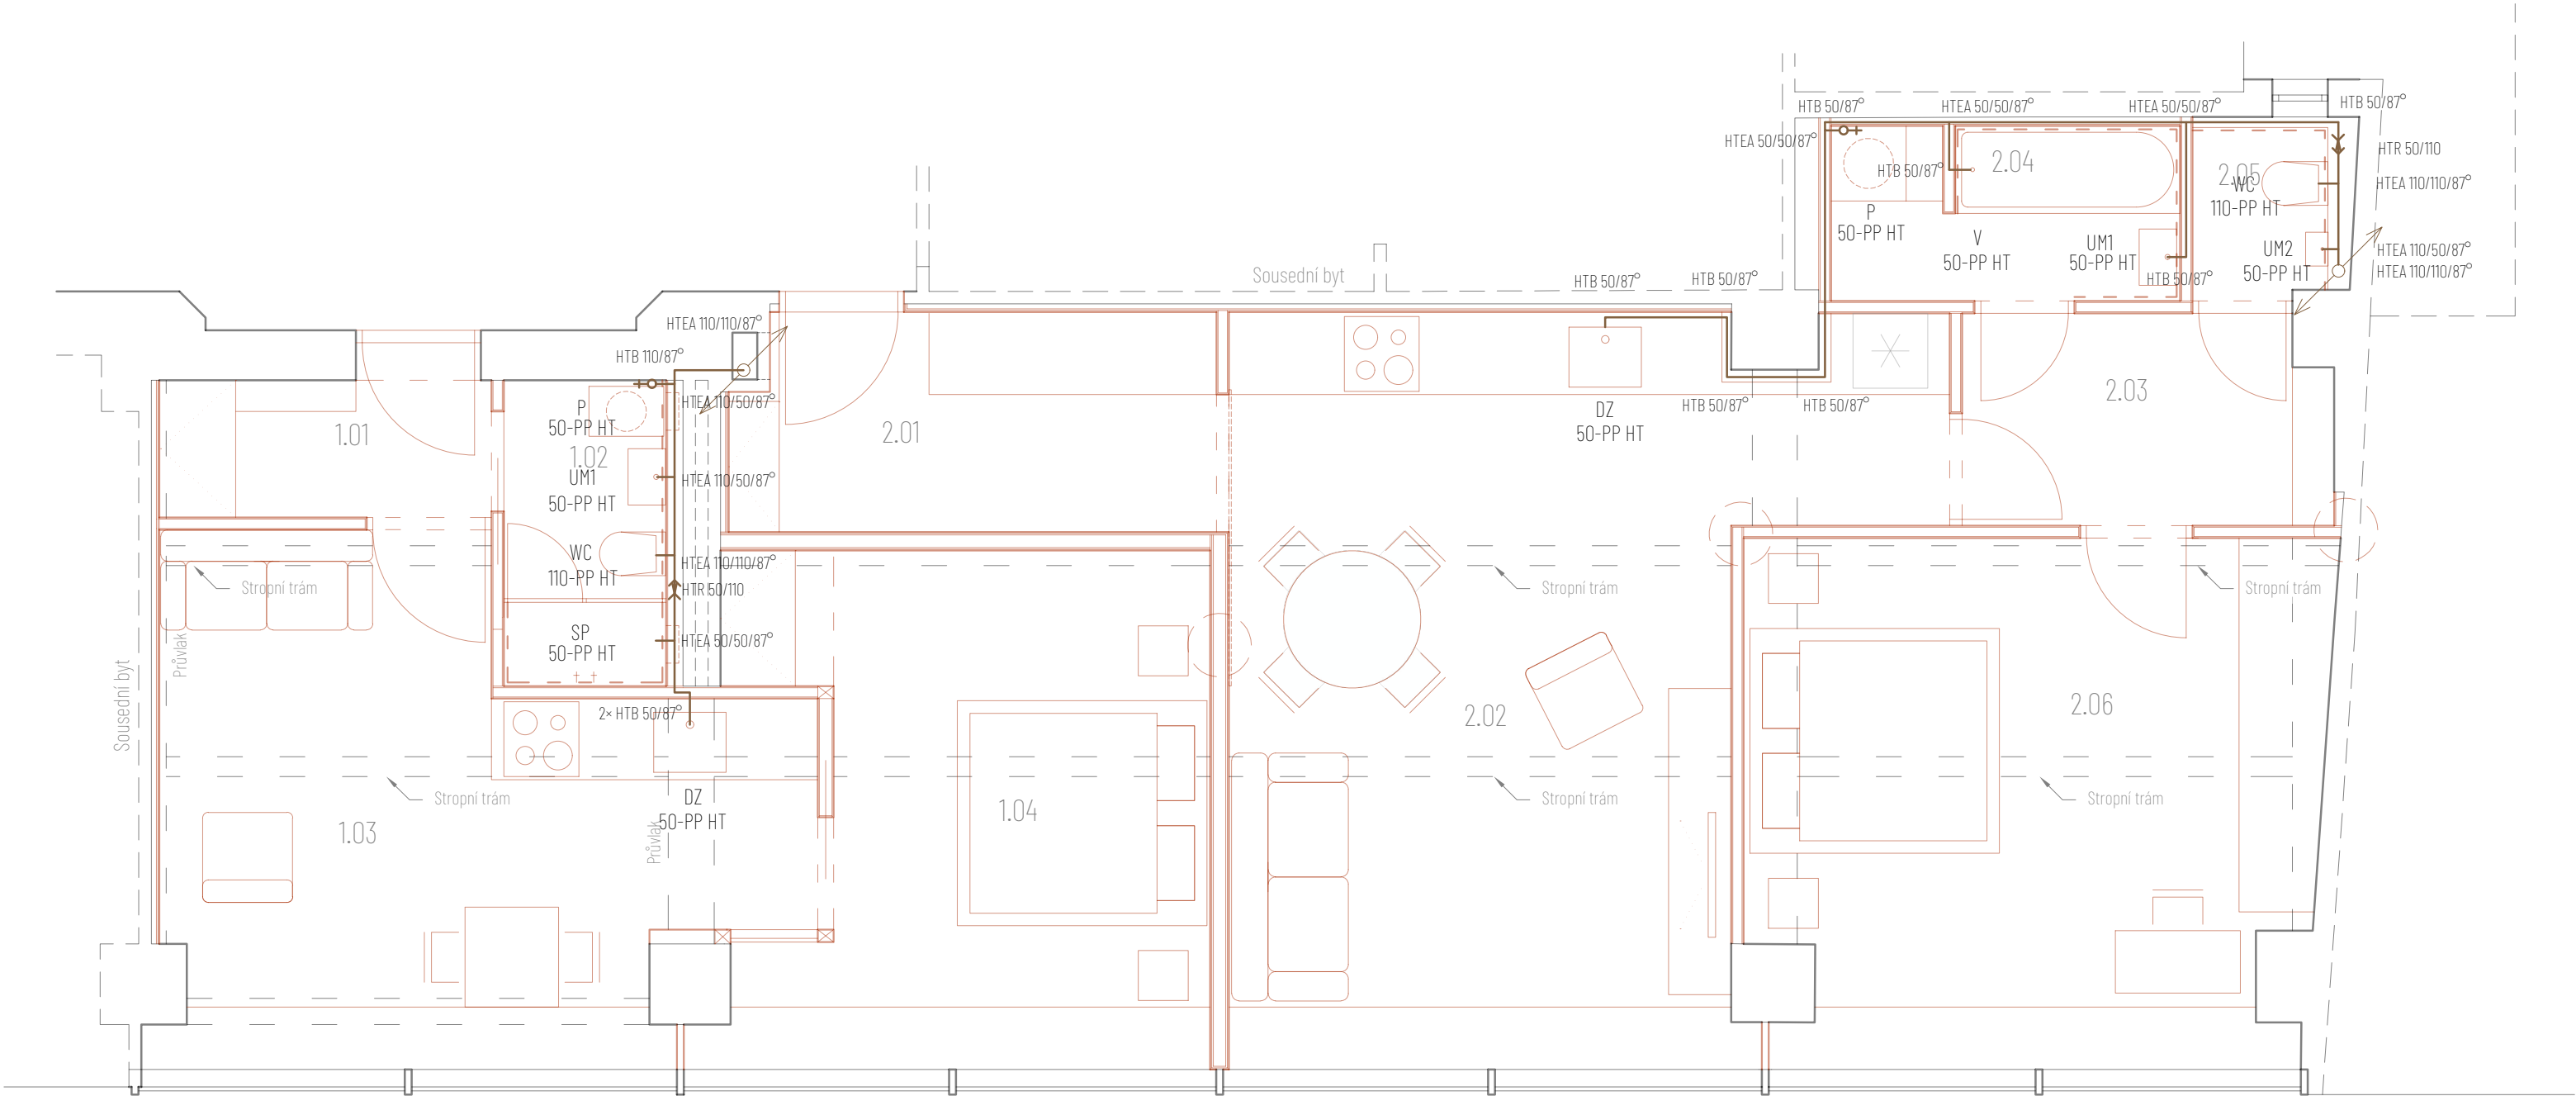 HTB 50/87°
HTEA 50/50/87°
HTEA 50/50/87°
HTB 50/87°
HTEA 50/50/87°
HTR 50/110
HTB 50/87°
2.04
2.05
WC
110-PP HT
HTEA 110/110/87°
P
50-PP HT
V
50-PP HT
UM1
50-PP HT
UM2
50-PP HT
HTB 50/87°
HTEA 110/50/87°
HTEA 110/110/87°
Sousední byt
HTB 50/87°
HTB 50/87°
HTEA 110/110/87°
HTB 110/87°
HTEA 110/50/87°
P
50-PP HT
1.01
1.02
2.01
DZ
50-PP HT
HTB 50/87°
HTB 50/87°
2.03
UM1
50-PP HT
HTEA 110/50/87°
WC
110-PP HT
HTEA 110/110/87°
HTR 50/110
Stropní trám
Stropní trám
Stropní trám
SP
50-PP HT
HTEA 50/50/87°
Průvlak
Sousední byt
2× HTB 50/87°
2.02
2.06
Stropní trám
Stropní trám
Stropní trám
DZ
50-PP HT
Průvlak
1.03
1.04